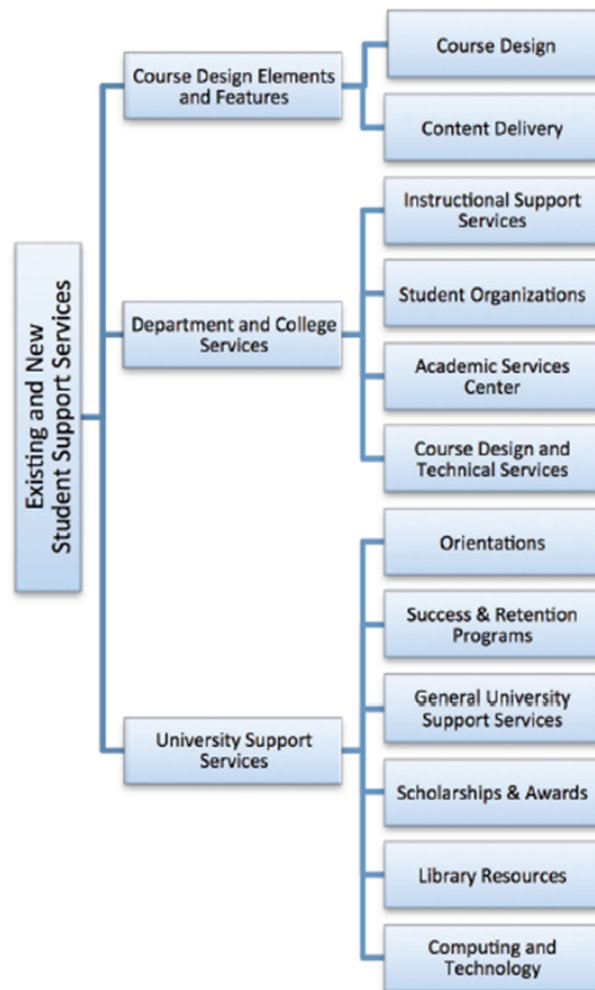 Existing and New
Student Support Services
Course Design Elements
and Features
Course Design
Content Delivery
Department and College
Services
Instructional Support
Services
Student Organizations
Academic Services
Center
Course Design and
Technical Services
University Support
Services
Orientations
Success & Retention
Programs
General University
Support Services
Scholarships & Awards
Library Resources
Computing and
Technology